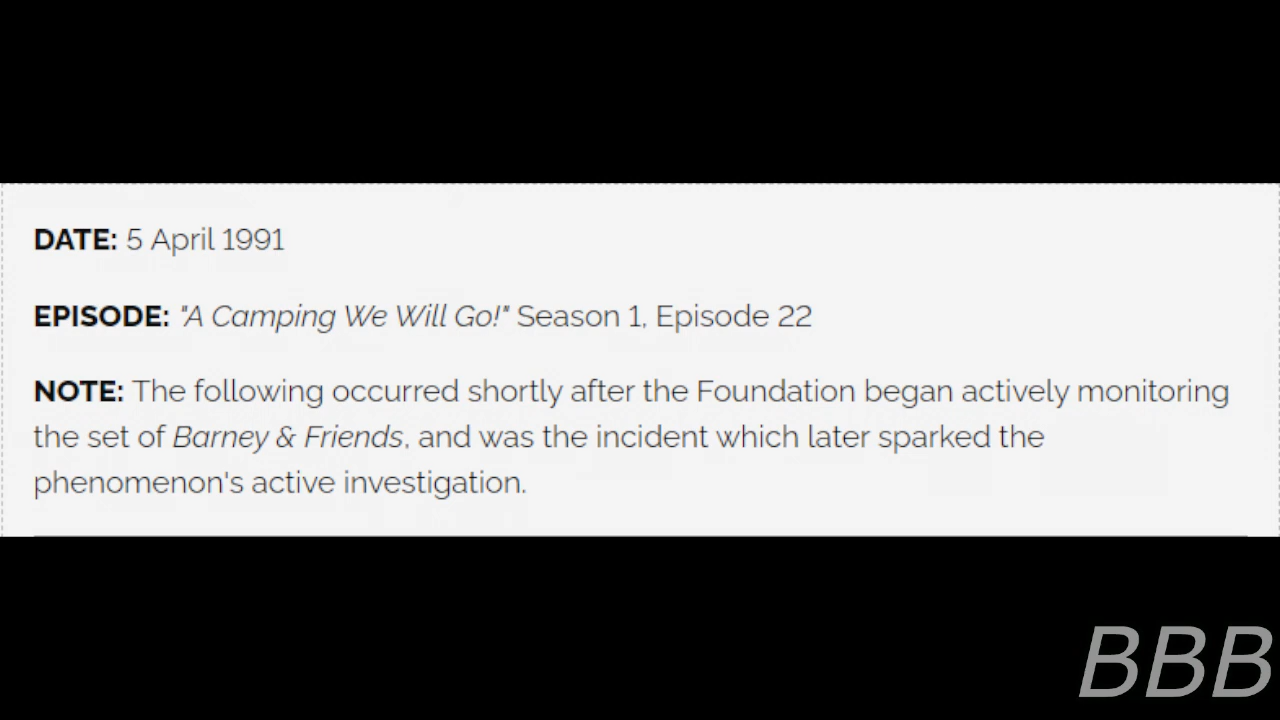 DATE: 5 April 1991
EPISODE: "A Camping We Will Go!" Season 1, Episode 22
NOTE: The following occurred shortly after the Foundation began actively monitoring
the set of Barney & Friends, and was the incident which later sparked the
phenomenon's active investigation.
BBB